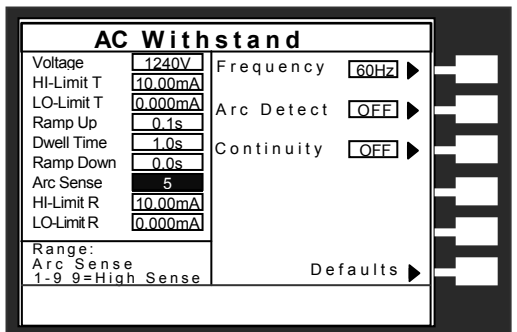 AC Withstand
Voltage 1240V
HI-Limit T 10.00mA
LO-Limit T 0.000mA
Ramp Up 0.1s
Dwell Time 1.0s
Ramp Down 0.0s
Arc Sense 5
HI-Limit R 10.00mA
LO-Limit R 0.000mA
Range:
Arc Sense
1-9 9=High Sense
Frequency 60Hz
Arc Detect OFF
Continuity OFF
Defaults